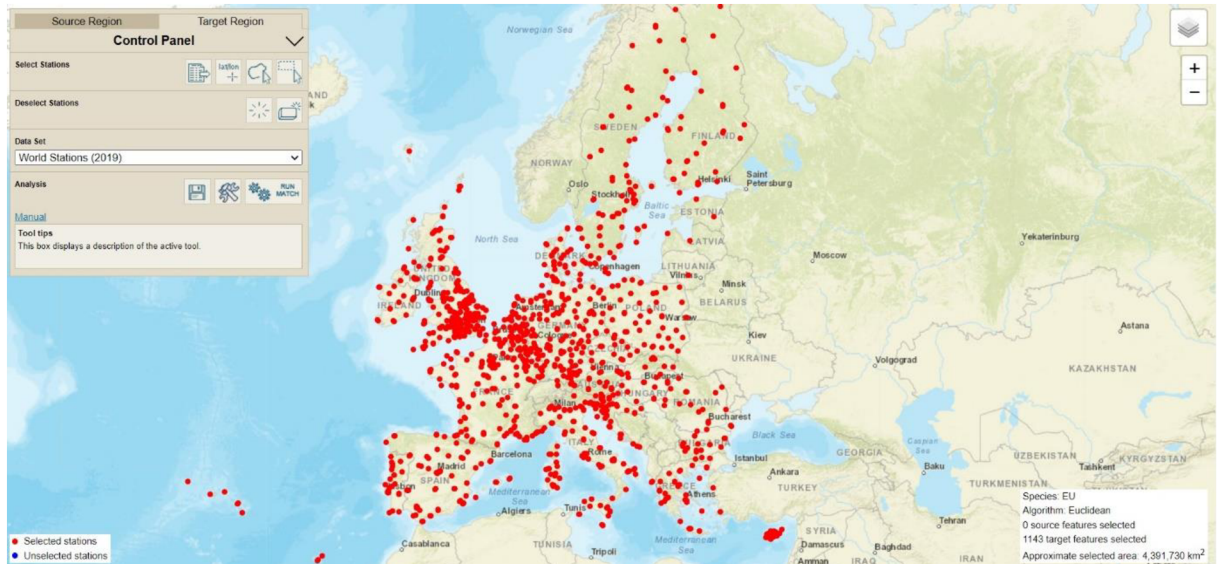 Source Region
Target Region
Control Panel
Select Stations
lat/lon
Deselect Stations
Data Set
World Stations (2019)
Analysis
RUN
MATCH
Manual
Tool tips
This box displays a description of the active tool.
+
−
Norwegian Sea
SWEDEN
FINLAND
NORWAY
Oslo
Helsinki
Saint
Petersburg
Baltic
Sea
ESTONIA
North Sea
LATVIA
Yekaterinburg
Moscow
Copenhagen
LITHUANIA
Vilnius
Minsk
Dublin
BELARUS
IRELAND
Berlin
POLAND
Warsaw
Astana
Kiev
UKRAINE
Volgograd
KAZAKHSTAN
Vienna
Budapest
FRANCE
Milan
ROMANIA
Bucharest
ITALY
Black Sea
Caspian
Sea
Barcelona
Rome
Istanbul
GEORGIA
UZBEKISTAN
Tashkent
KYRGYZSTAN
Madrid
SPAIN
Ankara
TURKEY
Baku
TURKMENISTAN
Mediterranean
Sea
Algiers
Tunis
Athens
Tehran
SYRIA
Casablanca
TUNISIA
Tripoli
Mediterranean
Sea
Damascus
Baghdad
Amman
IRAQ
IRAN
Selected stations
Unselected stations
Species: EU
Algorithm: Euclidean
0 source features selected
1143 target features selected
Approximate selected area: 4,391,730 km²